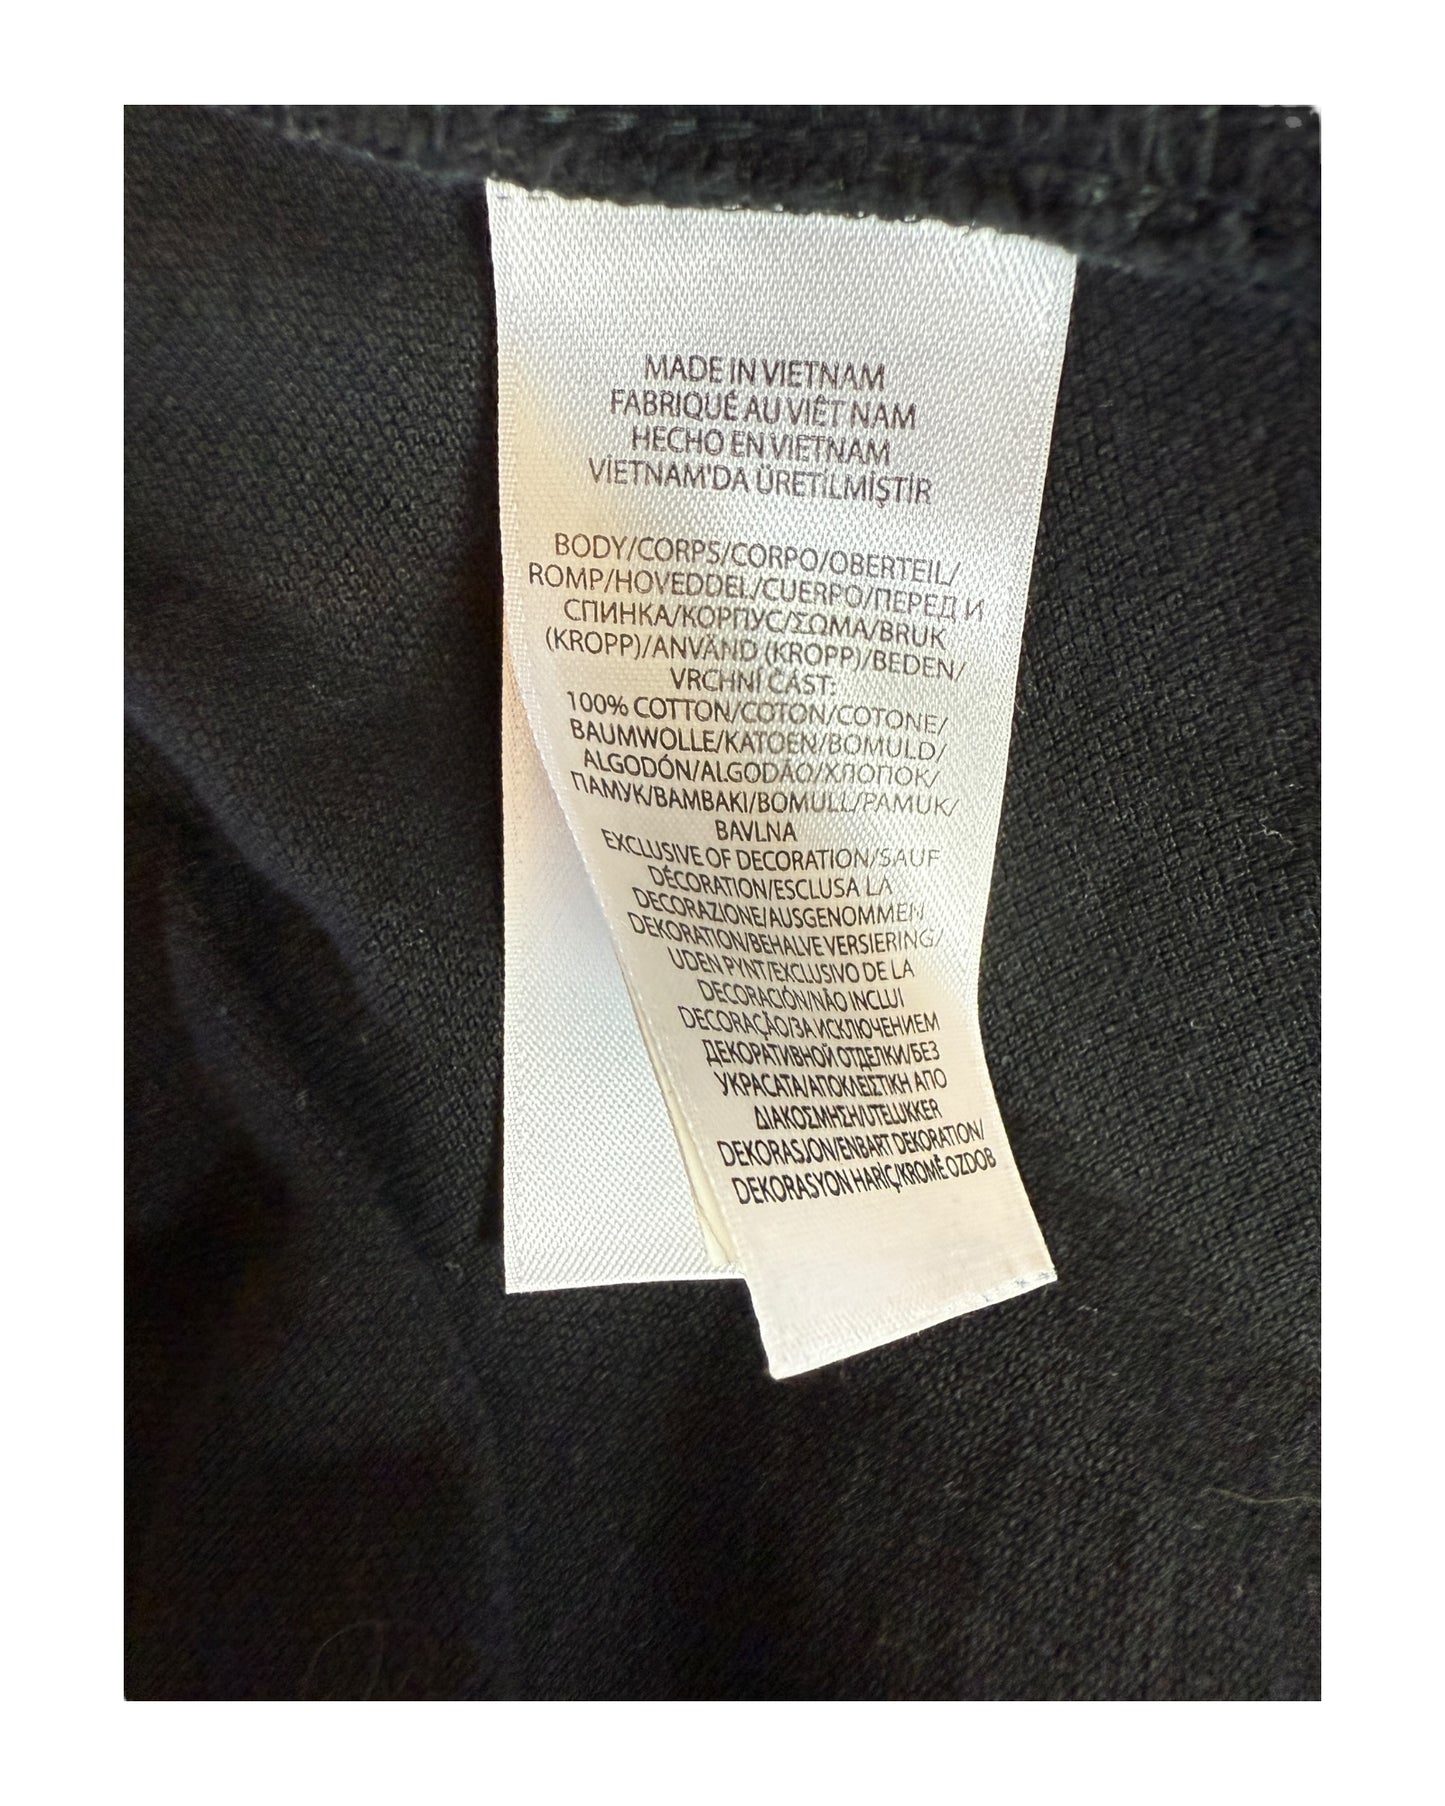 MADE IN VIETNAM
FABRIQUÉ AU VIÊT NAM
HECHO EN VIETNAM
VİETNAM'DA ÜRETİLMİŞTİR
BODY/CORPS/CORPO/OBERTEIL/
ROMP/HOVEDDEL/CUERPO/ПЕРЕД И
СПИНКА/КОРПУС/ΣΩΜΑ/BRUK
(KROPP)/ANVÄND (KROPP)/BEDEN/
VRCHNÍ ČÁST:
100% COTTON/COTON/COTONE/
BAUMWOLLE/KATOEN/BOMULD/
ALGODÓN/ALGODÃO/ХЛОПОК/
ПАМУК/BAMBAKI/BOMULL/PAMUK/
BAVLNA
EXCLUSIVE OF DECORATION/SAUF
DÉCORATION/ESCLUSA LA
DECORAZIONE/AUSGENOMMEN
DEKORATION/BEHALVE VERSIERING/
UDEN PYNT/EXCLUSIVO DE LA
DECORACIÓN/NÃO INCLUI
DECORAÇÃO/ЗА ИСКЛЮЧЕНИЕМ
ДЕКОРАТИВНОЙ ОТДЕЛКИ/БЕЗ
УКРАСАТА/ΑΠΟΚΛΕΙΣΤΙΚΗ ΑΠΟ
ΔΙΑΚΟΣΜΗΣΗ/UTELUKKER
DEKORASJON/ENBART DEKORATION/
DEKORASYON HARİÇ/KROMĚ OZDOB